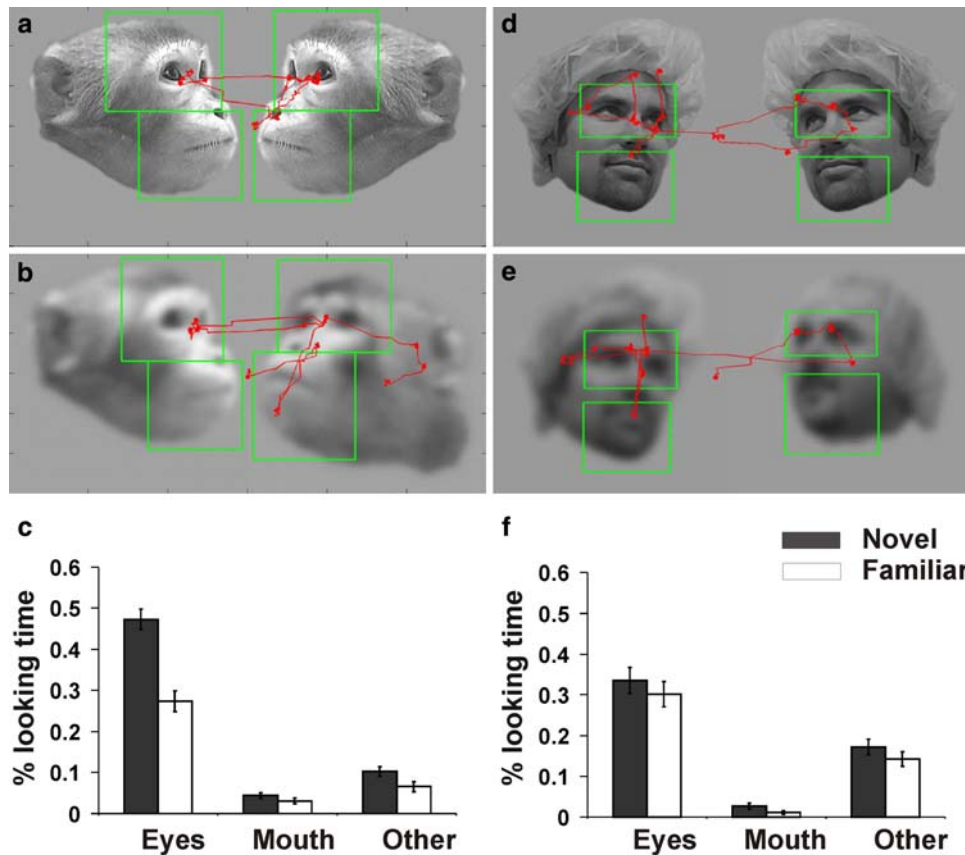 a
d
b
e
c
f
Novel
Familiar
% looking time
0.6
0.5
0.4
0.3
0.2
0.1
0
Eyes Mouth Other
% looking time
0.6
0.5
0.4
0.3
0.2
0.1
0
Eyes Mouth Other